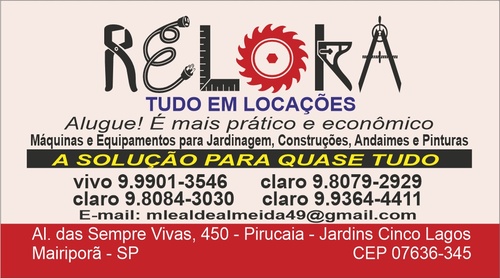 RELOKA
TUDO EM LOCAÇÕES
Alugue! É mais prático e econômico
Máquinas e Equipamentos para Jardinagem, Construções, Andaimes e Pinturas
A SOLUÇÃO PARA QUASE TUDO
vivo 9.9901-3546 claro 9.8079-2929
claro 9.8084-3030 claro 9.9364-4411
E-mail: mlealdealmeida49@gmail.com
Al. das Sempre Vivas, 450 - Pirucaia - Jardins Cinco Lagos
Mairiporã - SP CEP 07636-345